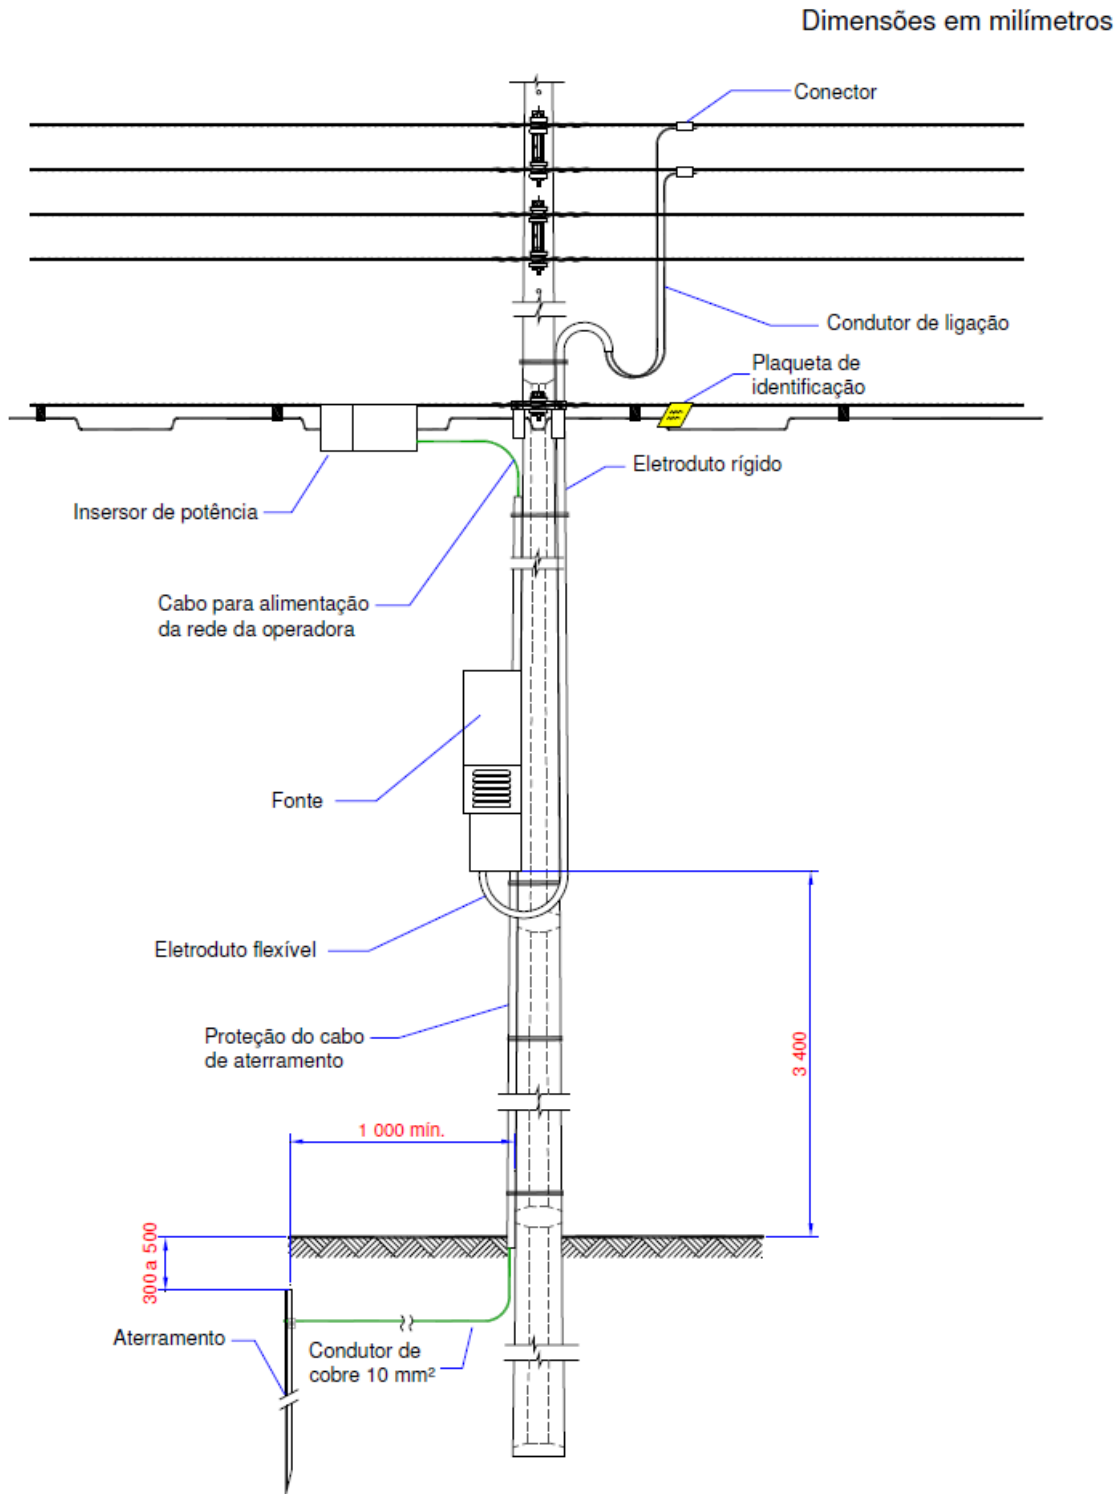 Dimensões em milímetros
Conector
Condutor de ligação
Plaqueta de
identificação
Eletroduto rígido
Insersor de potência
Cabo para alimentação
da rede da operadora
Fonte
Eletroduto flexível
Proteção do cabo
de aterramento
3 400
1 000 mín.
300 a 500
Aterramento
Condutor de
cobre 10 mm²